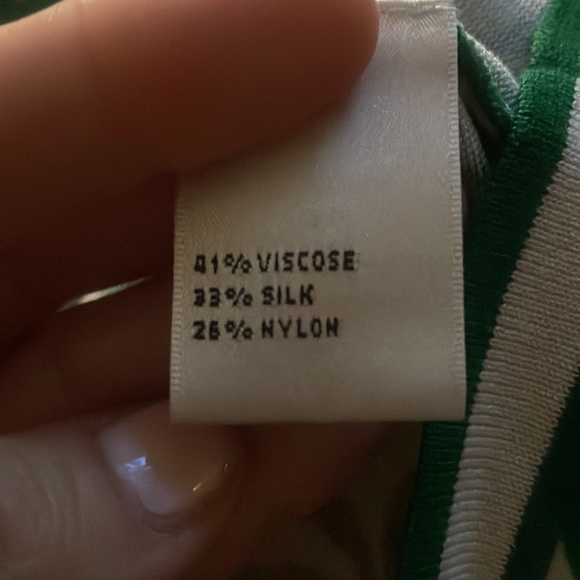 41% VISCOSE
33% SILK
26% NYLON